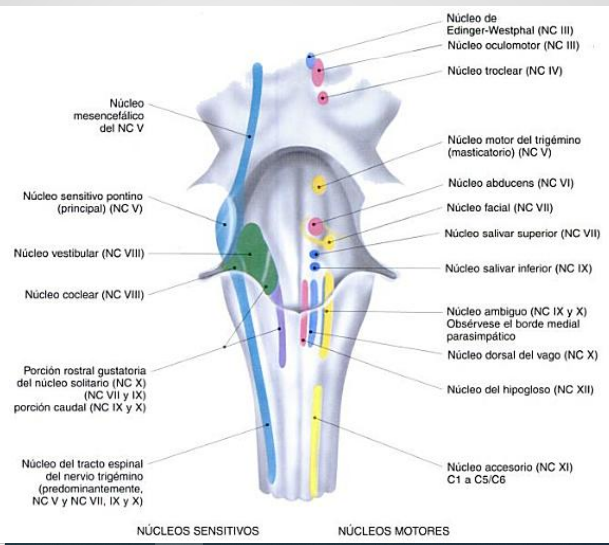 Núcleo de
Edinger-Westphal (NC III)
Núcleo oculomotor (NC III)
Núcleo troclear (NC IV)
Núcleo
mesencefálico
del NC V
Núcleo motor del trigémino
(masticatorio) (NC V)
Núcleo abducens (NC VI)
Núcleo sensitivo pontino
(principal) (NC V)
Núcleo facial (NC VII)
Núcleo salivar superior (NC VII)
Núcleo vestibular (NC VIII)
Núcleo salivar inferior (NC IX)
Núcleo coclear (NC VIII)
Núcleo ambiguo (NC IX y X)
Obsérvese el borde medial
parasimpático
Núcleo dorsal del vago (NC X)
Porción rostral gustatoria
del núcleo solitario (NC X)
(NC VII y IX)
porción caudal (NC IX y X)
Núcleo del hipogloso (NC XII)
Núcleo del tracto espinal
del nervio trigémino
(predominantemente,
NC V y NC VII, IX y X)
Núcleo accesorio (NC XI)
C1 a C5/C6
NÚCLEOS SENSITIVOS
NÚCLEOS MOTORES